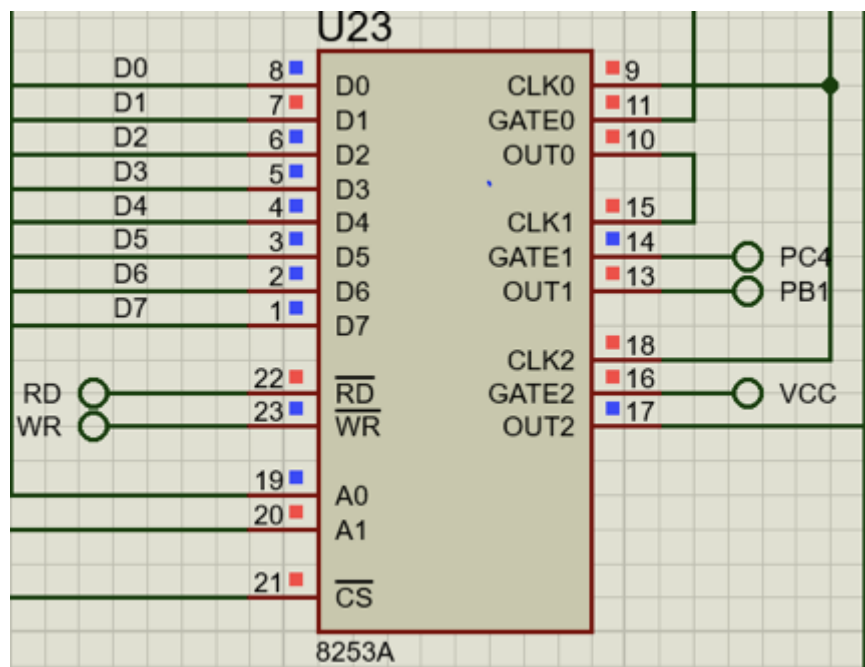 U23
D0 8 D0 CLK0 9
D1 7 D1 GATE0 11
D2 6 D2 OUT0 10
D3 5 D3
D4 4 D4 CLK1 15
D5 3 D5 GATE1 14 PC4
D6 2 D6 OUT1 13 PB1
D7 1 D7
CLK2 18
RD 22 RD GATE2 16 VCC
WR 23 WR OUT2 17
19 A0
20 A1
21 CS
8253A